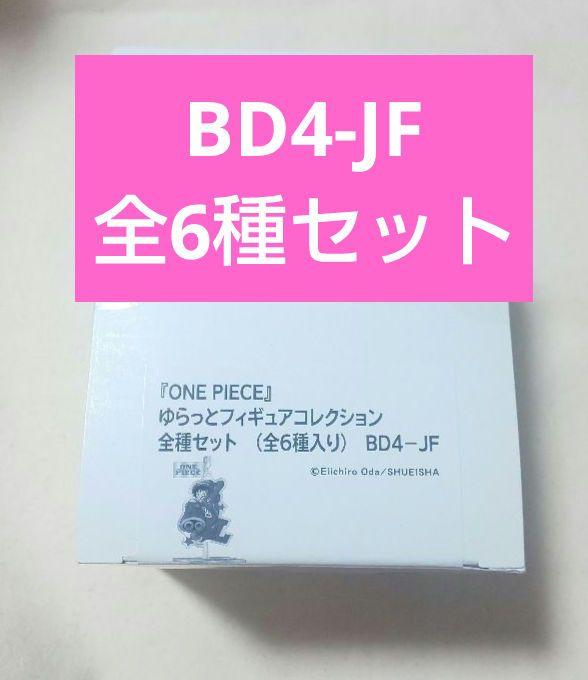 BD4-JF
全6種セット
『ONE PIECE』
ゆらっとフィギュアコレクション
全種セット （全6種入り） BD4-JF
©Eiichiro Oda/SHUEISHA
ONE
PIECE